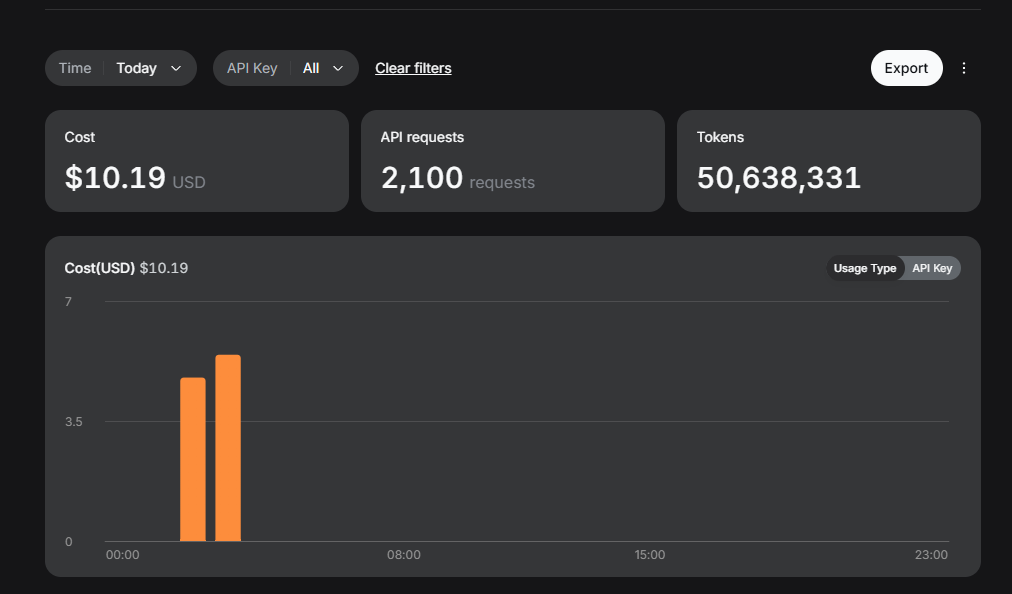 Time Today API Key All Clear filters Export
Cost API requests Tokens
$10.19 USD 2,100 requests 50,638,331
Cost(USD) $10.19 Usage Type API Key
7
3.5
0
00:00 08:00 15:00 23:00